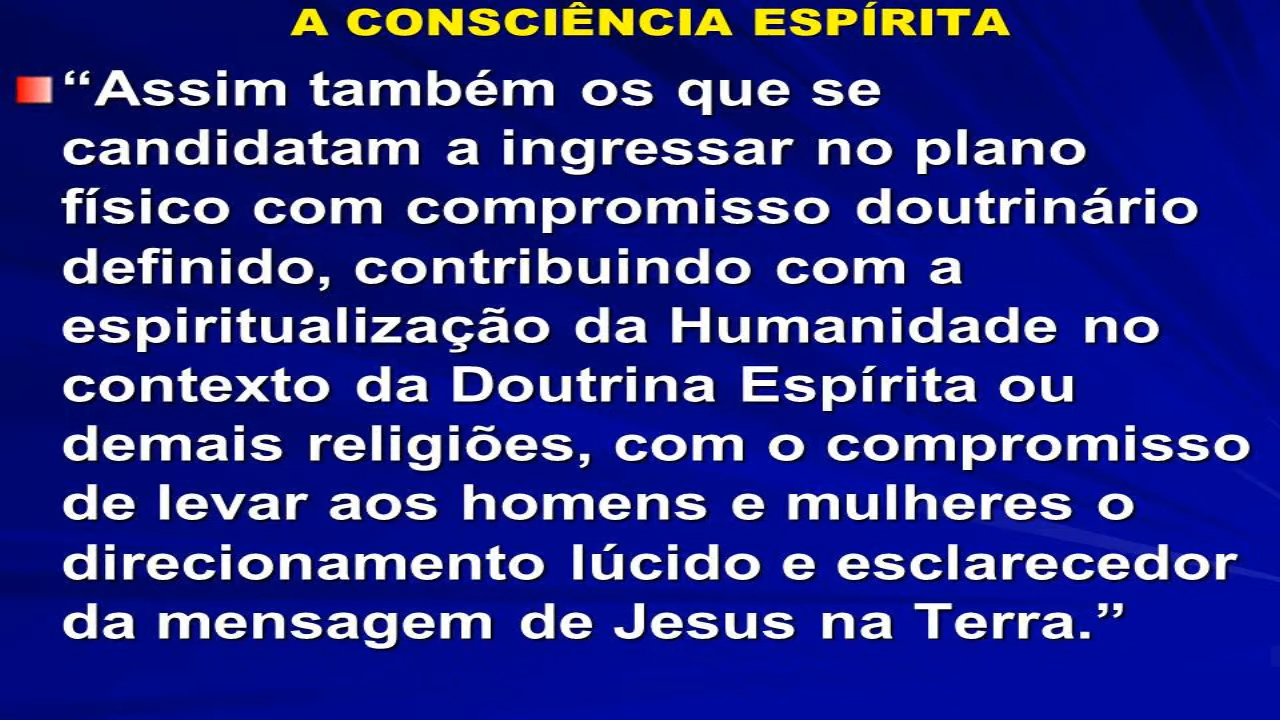 A CONSCIÊNCIA ESPÍRITA
“Assim também os que se
candidatam a ingressar no plano
físico com compromisso doutrinário
definido, contribuindo com a
espiritualização da Humanidade no
contexto da Doutrina Espírita ou
demais religiões, com o compromisso
de levar aos homens e mulheres o
direcionamento lúcido e esclarecedor
da mensagem de Jesus na Terra.”